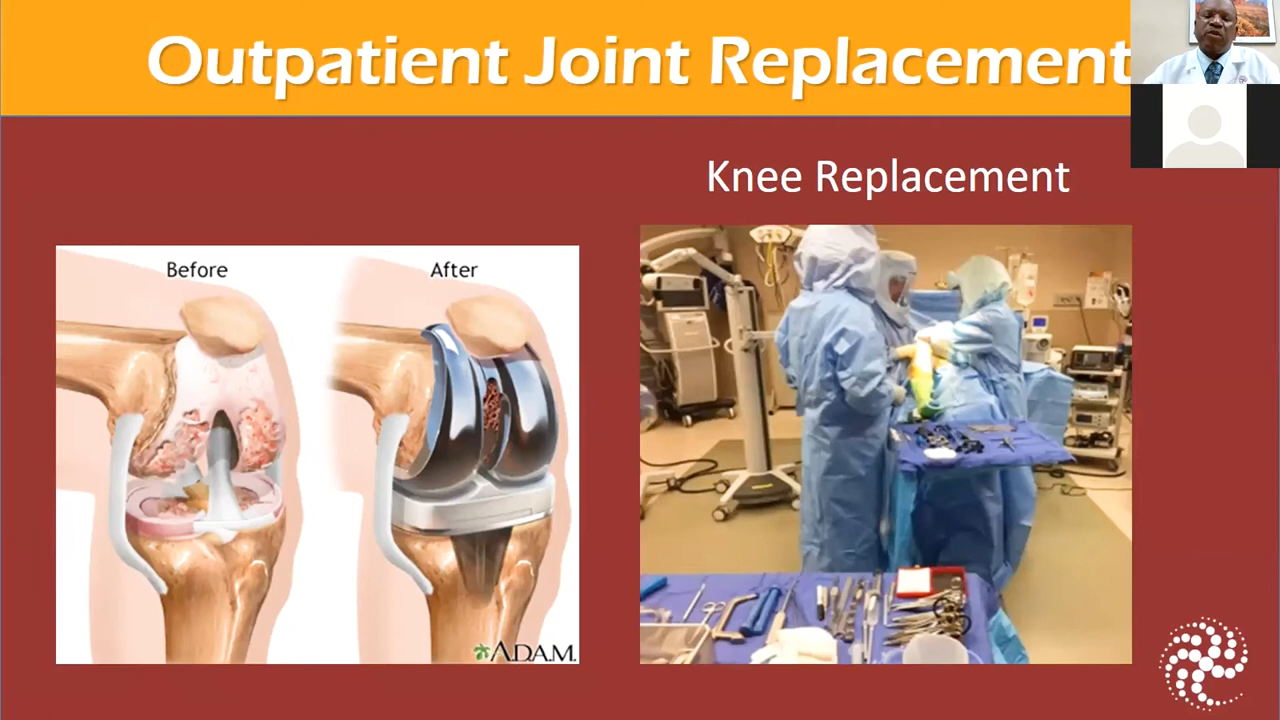 Outpatient Joint Replacement
Knee Replacement
Before
After
A.D.A.M.